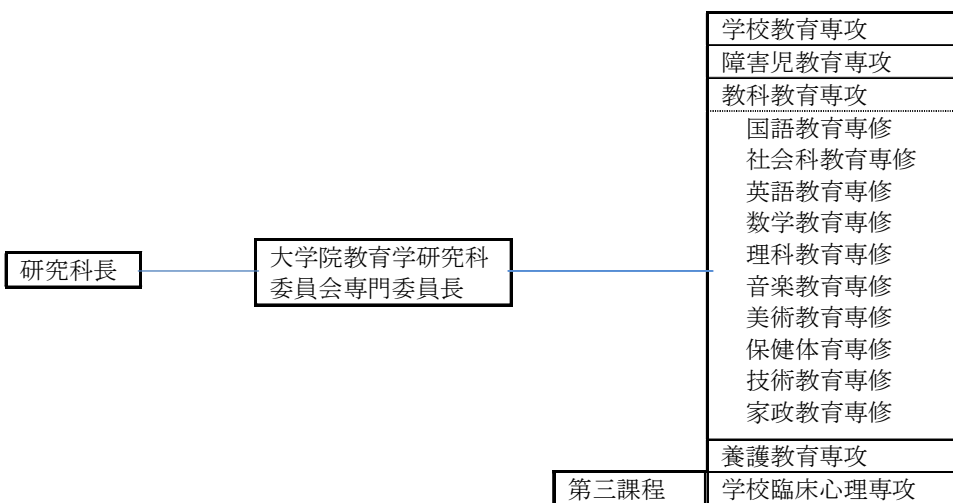 学校教育専攻
障害児教育専攻
教科教育専攻
国語教育専修
社会科教育専修
英語教育専修
数学教育専修
理科教育専修
音楽教育専修
美術教育専修
保健体育専修
技術教育専修
家政教育専修
研究科長
大学院教育学研究科
委員会専門委員長
養護教育専攻
第三課程
学校臨床心理専攻